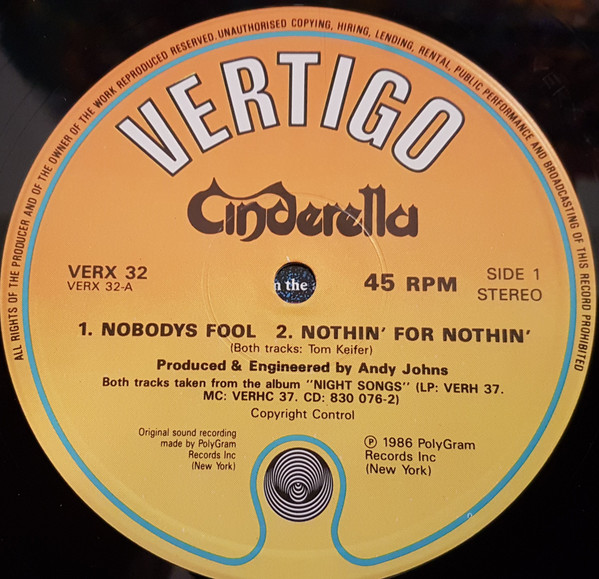 ALL RIGHTS OF THE PRODUCER AND OF THE OWNER OF THE WORK REPRODUCED RESERVED. UNAUTHORISED COPYING, HIRING, LENDING, RENTAL, PUBLIC PERFORMANCE AND BROADCASTING OF THIS RECORD PROHIBITED
VERTIGO
Cinderella
VERX 32
VERX 32-A
the
45 RPM
SIDE 1
STEREO
1. NOBODYS FOOL 2. NOTHIN' FOR NOTHIN'
(Both tracks: Tom Keifer)
Produced & Engineered by Andy Johns
Both tracks taken from the album "NIGHT SONGS" (LP: VERH 37.
MC: VERHC 37. CD: 830 076-2)
Copyright Control
Original sound recording
made by PolyGram
Records Inc
(New York)
℗ 1986 PolyGram
Records Inc
(New York)